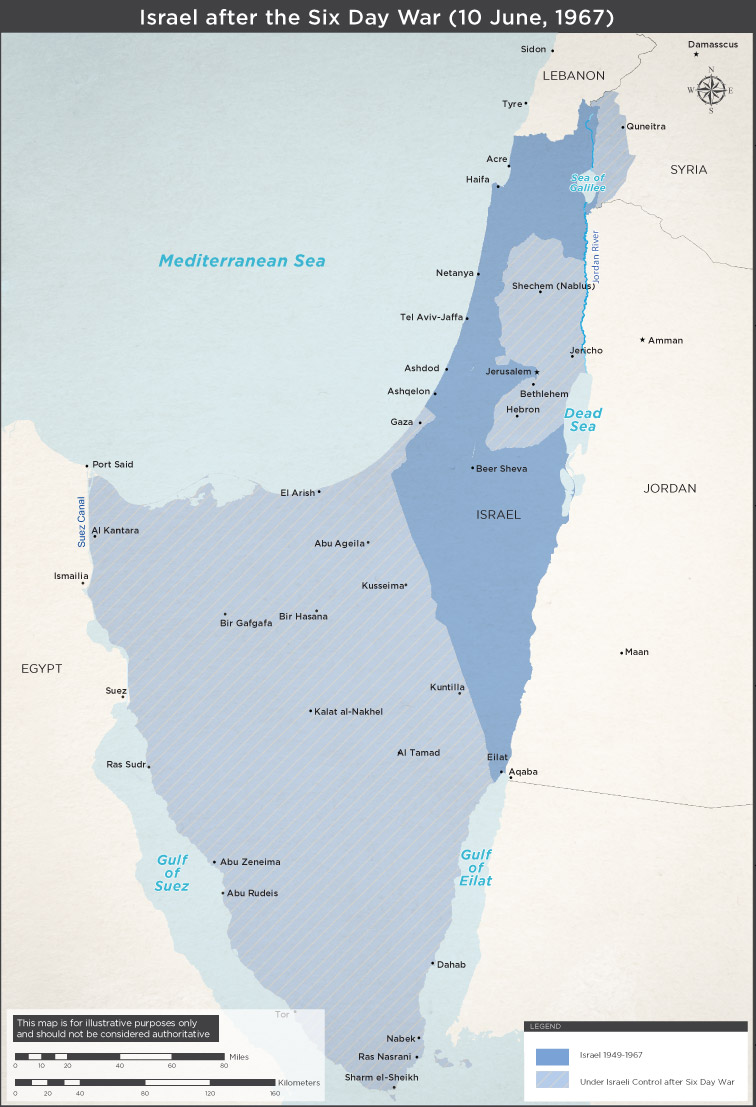 Israel after the Six Day War (10 June, 1967)
Damascus
Sidon
N
LEBANON
W
E
S
Tyre
Quneitra
Acre
SYRIA
Haifa
Sea of
Galilee
Jordan River
Mediterranean Sea
Netanya
Shechem (Nablus)
Tel Aviv-Jaffa
Amman
Jericho
Ashdod
Jerusalem
Ashqelon
Bethlehem
Hebron
Dead
Sea
Gaza
Port Said
Beer Sheva
El Arish
JORDAN
ISRAEL
Suez Canal
Al Kantara
Abu Ageila
Ismailia
Kusseima
Bir Hasana
Bir Gafgafa
Maan
EGYPT
Suez
Kuntilla
Kalat al-Nakhel
Al Tamad
Eilat
Ras Sudr
Aqaba
Gulf
of
Suez
Abu Zeneima
Gulf
of
Eilat
Abu Rudeis
Dahab
Tor
This map is for illustrative purposes only
and should not be considered authoritative
0 10 20 40 60 80 Miles
0 20 40 80 120 160 Kilometers
Nabek
Ras Nasrani
Sharm el-Sheikh
LEGEND
Israel 1949-1967
Under Israeli Control after Six Day War